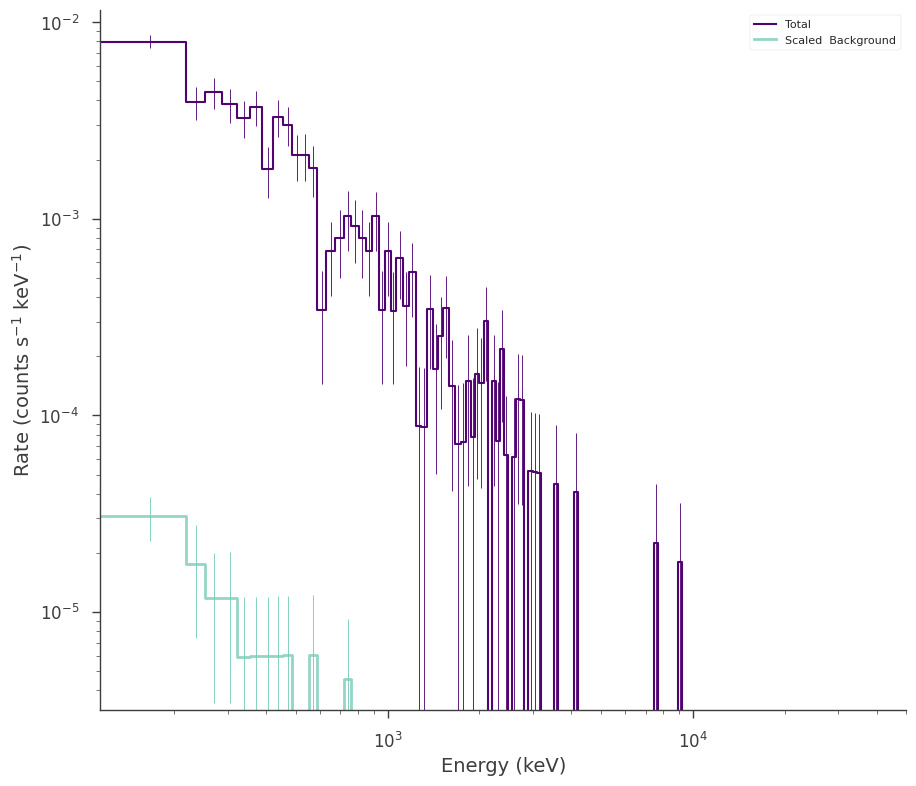 Total
Scaled  Background
10⁻²
10⁻³
10⁻⁴
10⁻⁵
Rate (counts s⁻¹ keV⁻¹)
10³
10⁴
Energy (keV)